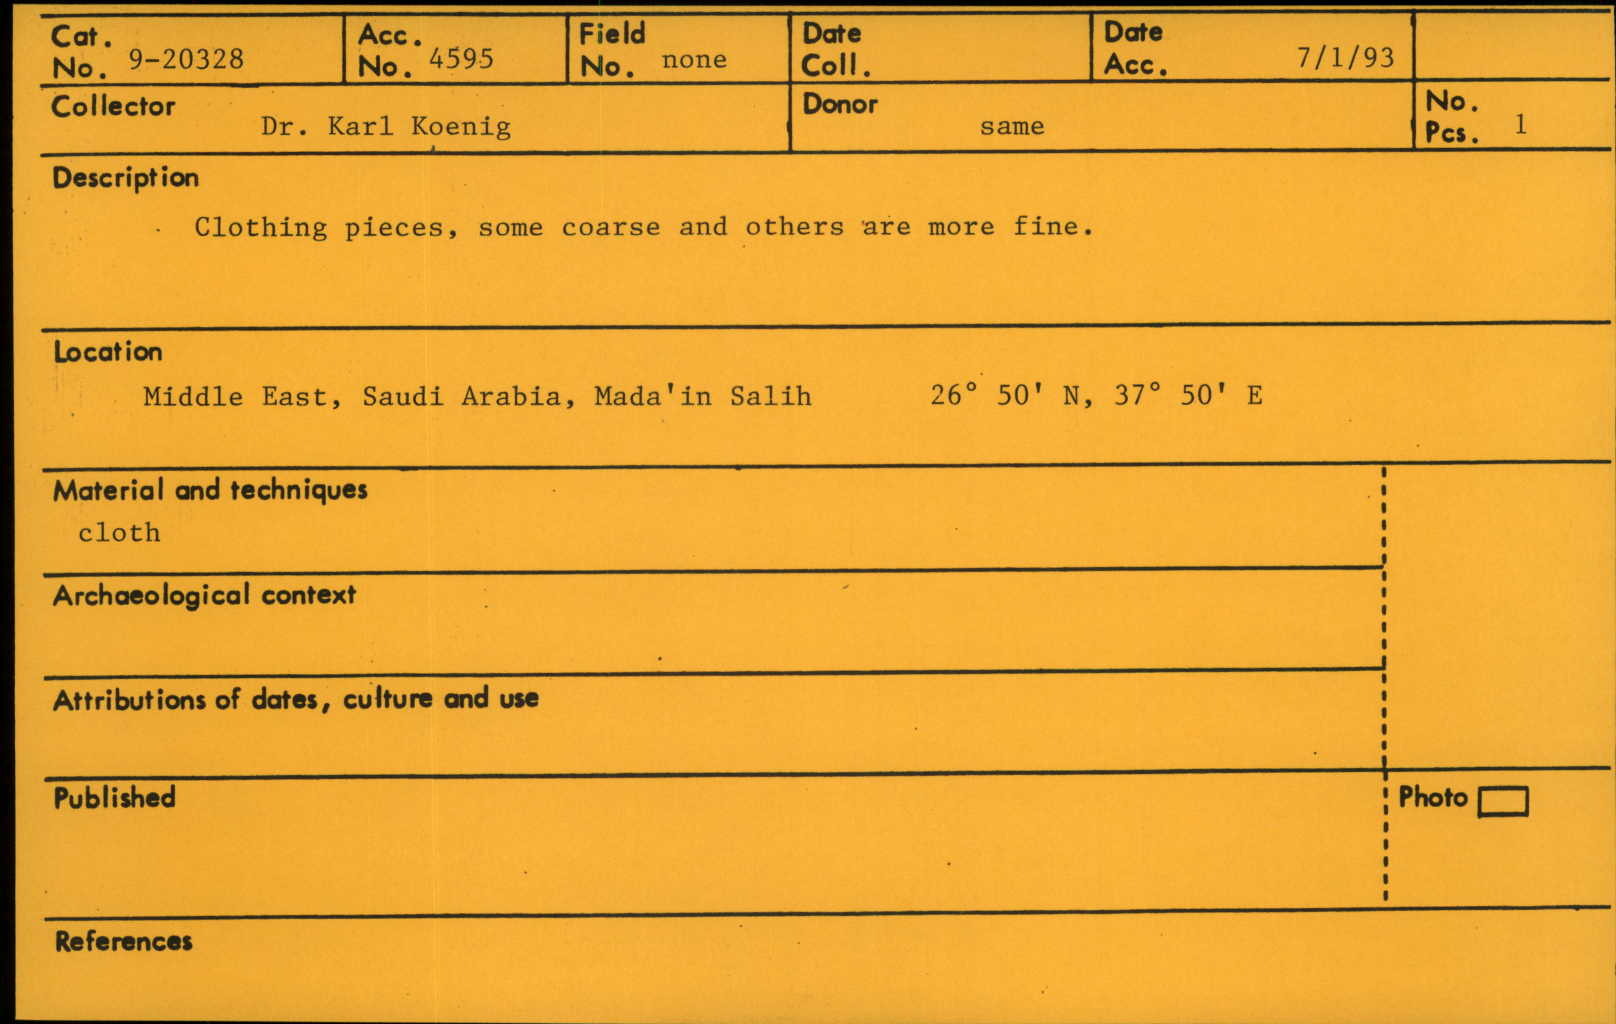 Cat. No. 9-20328
Acc. No. 4595
Field No. none
Date Coll.
Date Acc. 7/1/93
Collector Dr. Karl Koenig
Donor same
No. Pcs. 1
Description
Clothing pieces, some coarse and others are more fine.
Location
Middle East, Saudi Arabia, Mada'in Salih 26° 50' N, 37° 50' E
Material and techniques
cloth
Archaeological context
Attributions of dates, culture and use
Published
Photo
References